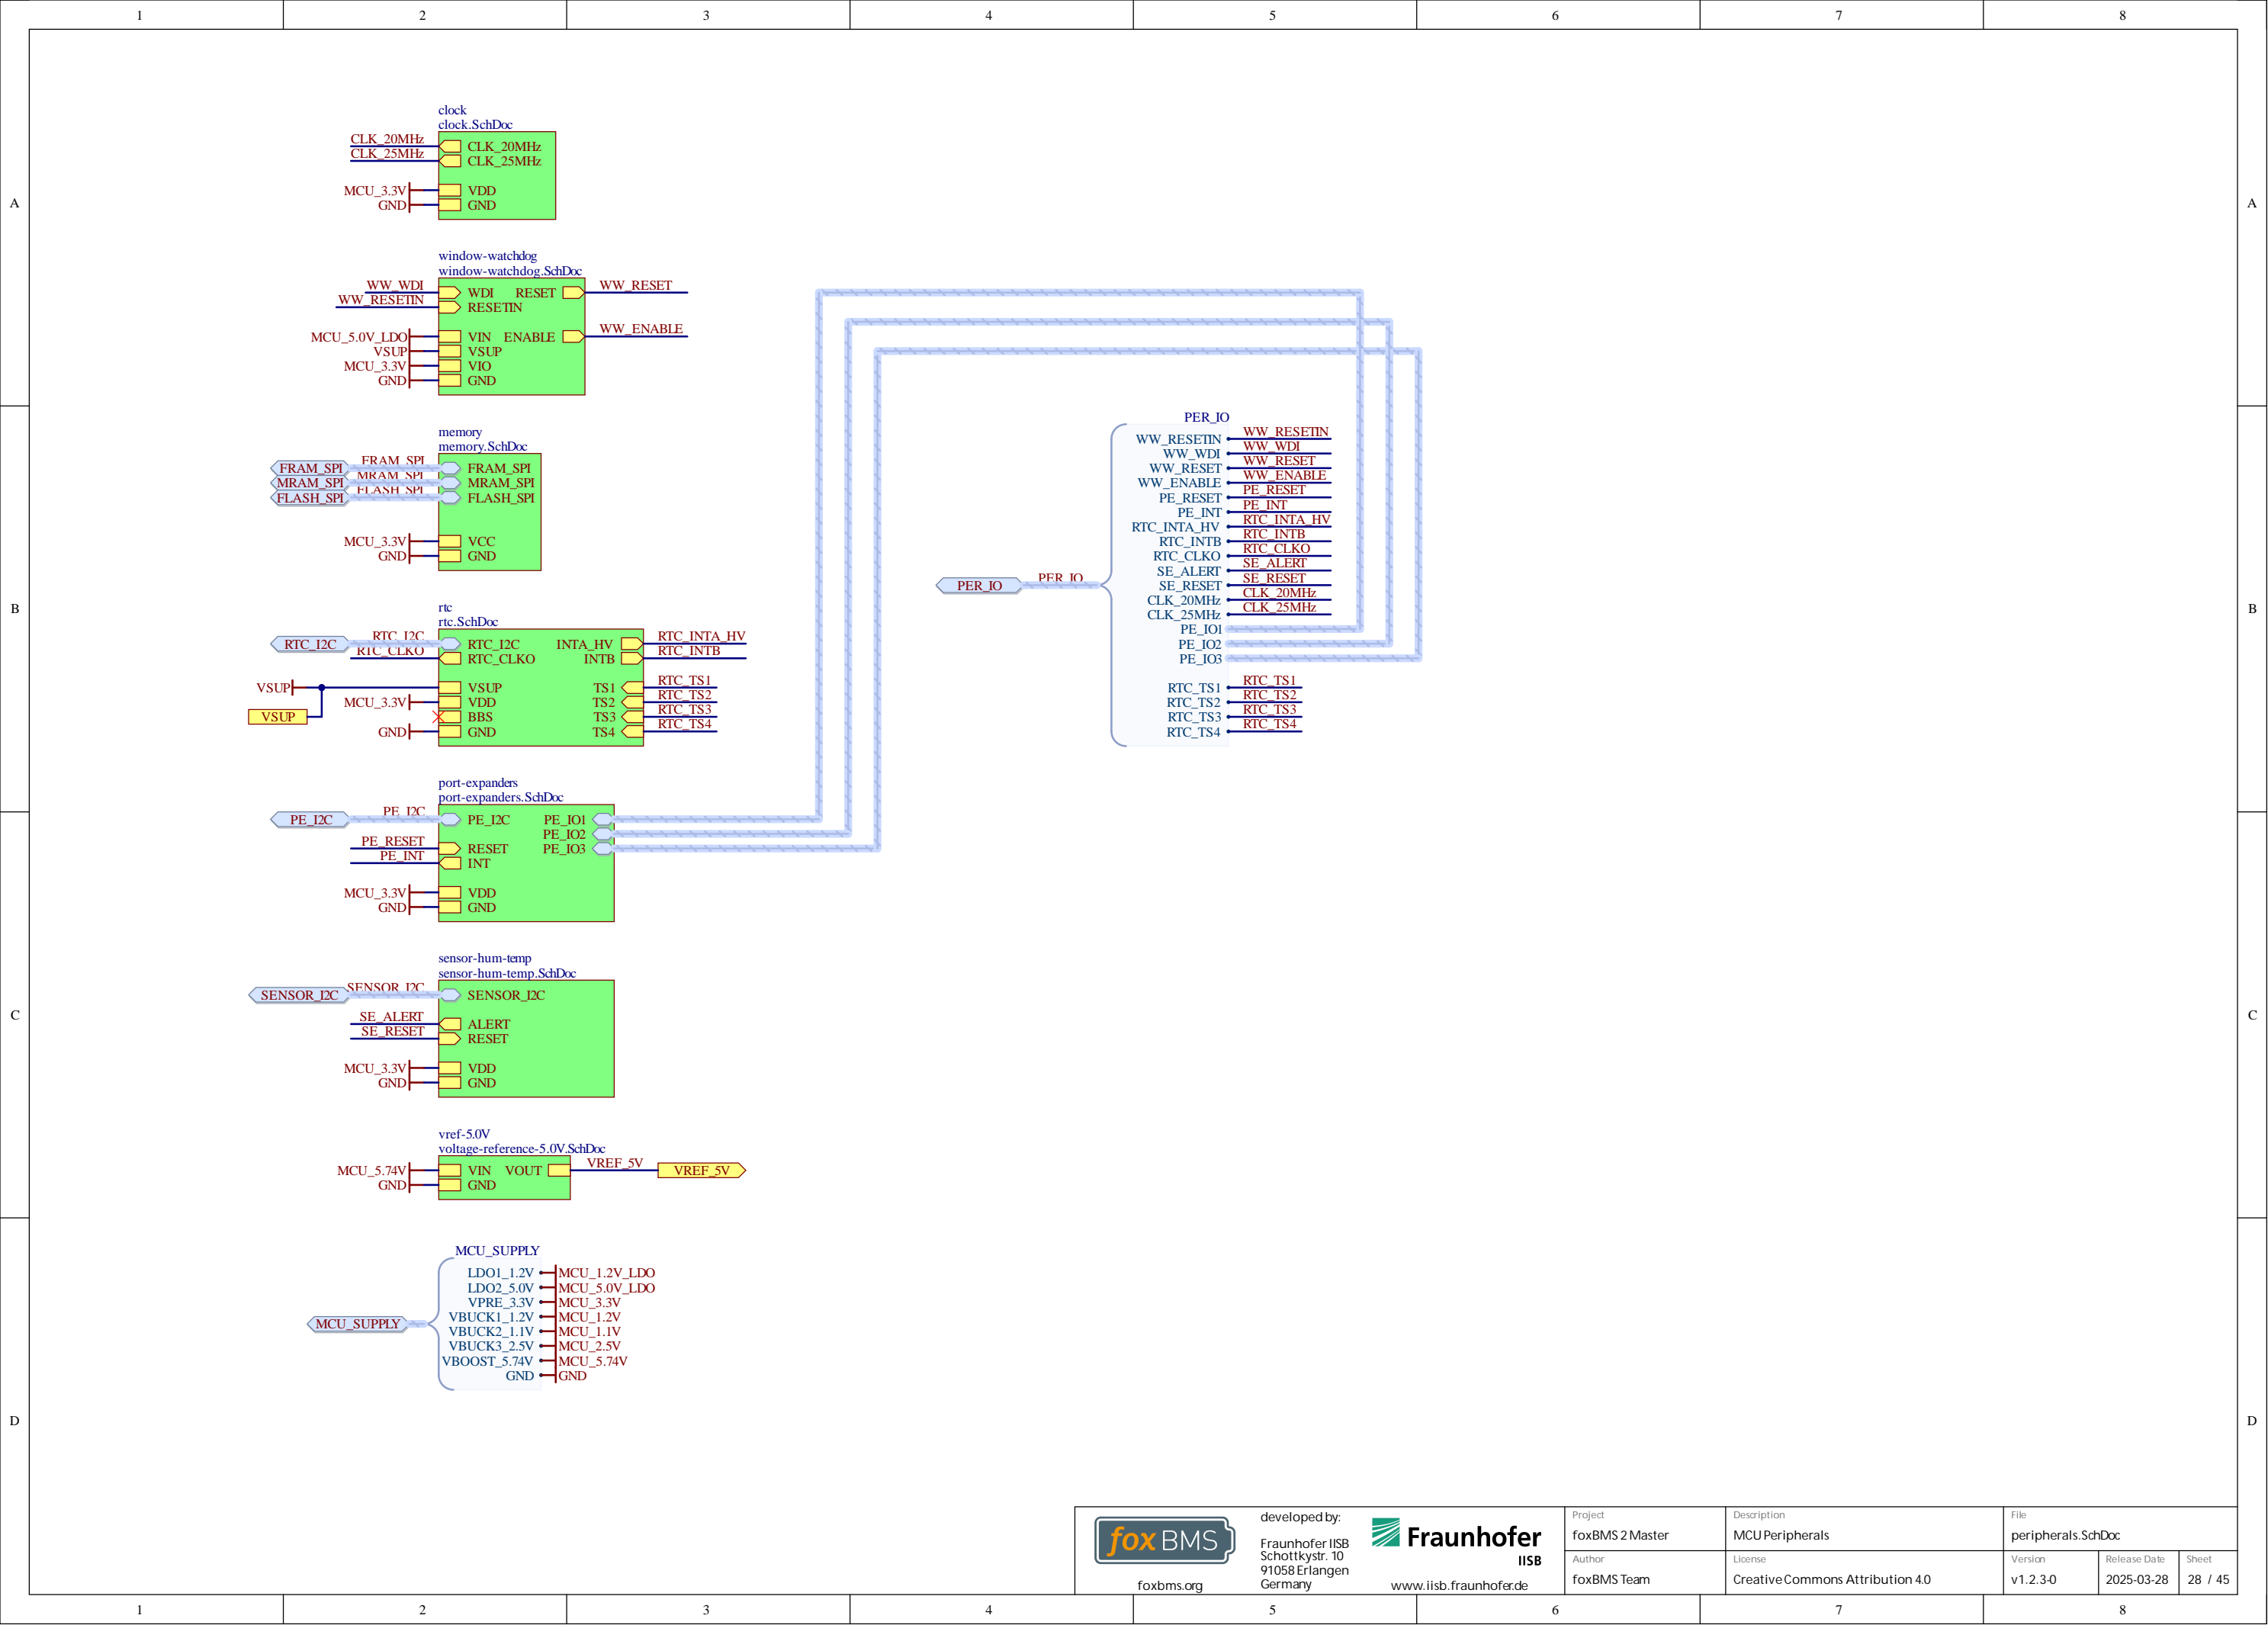 1 2 3 4 5 6 7 8
A A
clock
clock.SchDoc
CLK_20MHz CLK_20MHz
CLK_25MHz CLK_25MHz
MCU_3.3V VDD
GND GND
window-watchdog
window-watchdog.SchDoc
WW_WDI WDI RESET WW_RESET
WW_RESETIN RESETIN
MCU_5.0V_LDO VIN ENABLE WW_ENABLE
VSUP VSUP
MCU_3.3V VIO
GND GND
B B
memory
memory.SchDoc
FRAM_SPI FRAM_SPI FRAM_SPI
MRAM_SPI MRAM_SPI MRAM_SPI
FLASH_SPI FLASH_SPI FLASH_SPI
MCU_3.3V VCC
GND GND
rtc
rtc.SchDoc
RTC_I2C RTC_I2C RTC_I2C INTA_HV RTC_INTA_HV
RTC_CLKO RTC_CLKO INTB RTC_INTB
VSUP VSUP TS1 RTC_TS1
MCU_3.3V VDD TS2 RTC_TS2
VSUP BBS TS3 RTC_TS3
GND GND TS4 RTC_TS4
PER_IO
WW_RESETIN WW_RESETIN
WW_WDI WW_WDI
WW_RESET WW_RESET
WW_ENABLE WW_ENABLE
PE_RESET PE_RESET
PE_INT PE_INT
RTC_INTA_HV RTC_INTA_HV
RTC_INTB RTC_INTB
RTC_CLKO RTC_CLKO
SE_ALERT SE_ALERT
PER_IO PER_IO SE_RESET SE_RESET
CLK_20MHz CLK_20MHz
CLK_25MHz CLK_25MHz
PE_IO1
PE_IO2
PE_IO3
RTC_TS1 RTC_TS1
RTC_TS2 RTC_TS2
RTC_TS3 RTC_TS3
RTC_TS4 RTC_TS4
port-expanders
port-expanders.SchDoc
PE_I2C PE_I2C PE_I2C PE_IO1
PE_IO2
PE_RESET RESET PE_IO3
PE_INT INT
MCU_3.3V VDD
GND GND
C C
sensor-hum-temp
sensor-hum-temp.SchDoc
SENSOR_I2C SENSOR_I2C SENSOR_I2C
SE_ALERT ALERT
SE_RESET RESET
MCU_3.3V VDD
GND GND
vref-5.0V
voltage-reference-5.0V.SchDoc
MCU_5.74V VIN VOUT VREF_5V VREF_5V
GND GND
MCU_SUPPLY
LDO1_1.2V MCU_1.2V_LDO
LDO2_5.0V MCU_5.0V_LDO
VPRE_3.3V MCU_3.3V
MCU_SUPPLY VBUCK1_1.2V MCU_1.2V
VBUCK2_1.1V MCU_1.1V
VBUCK3_2.5V MCU_2.5V
VBOOST_5.74V MCU_5.74V
GND GND
D D
fox BMS
foxbms.org
developed by:
Fraunhofer IISB
Schottkystr. 10
91058 Erlangen
Germany
Fraunhofer
IISB
www.iisb.fraunhofer.de
Project
foxBMS 2 Master
Description
MCU Peripherals
File
peripherals.SchDoc
Author
foxBMS Team
License
Creative Commons Attribution 4.0
Version
v1.2.3-0
Release Date
2025-03-28
Sheet
28 / 45
1 2 3 4 5 6 7 8